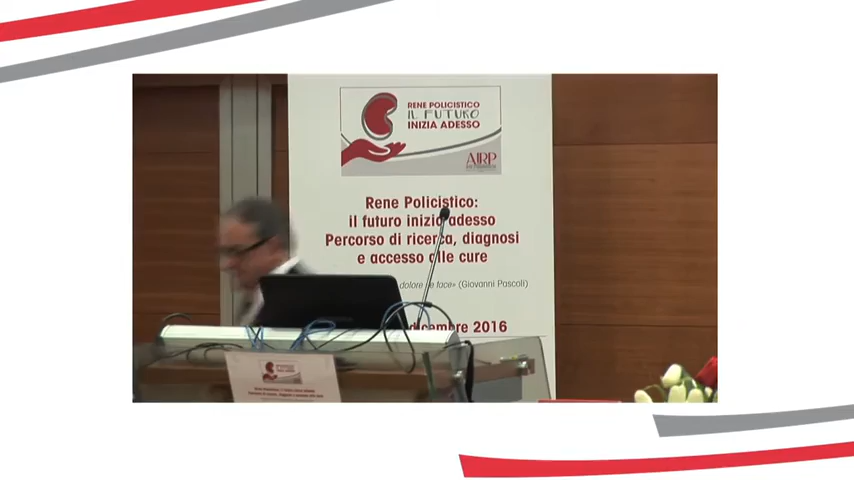 RENE POLICISTICO
IL FUTURO
INIZIA ADESSO
AIRP
Rene Policistico:
il futuro inizia adesso
Percorso di ricerca, diagnosi
e accesso alle cure
dolore (Giovanni Pascoli)
dicembre 2016